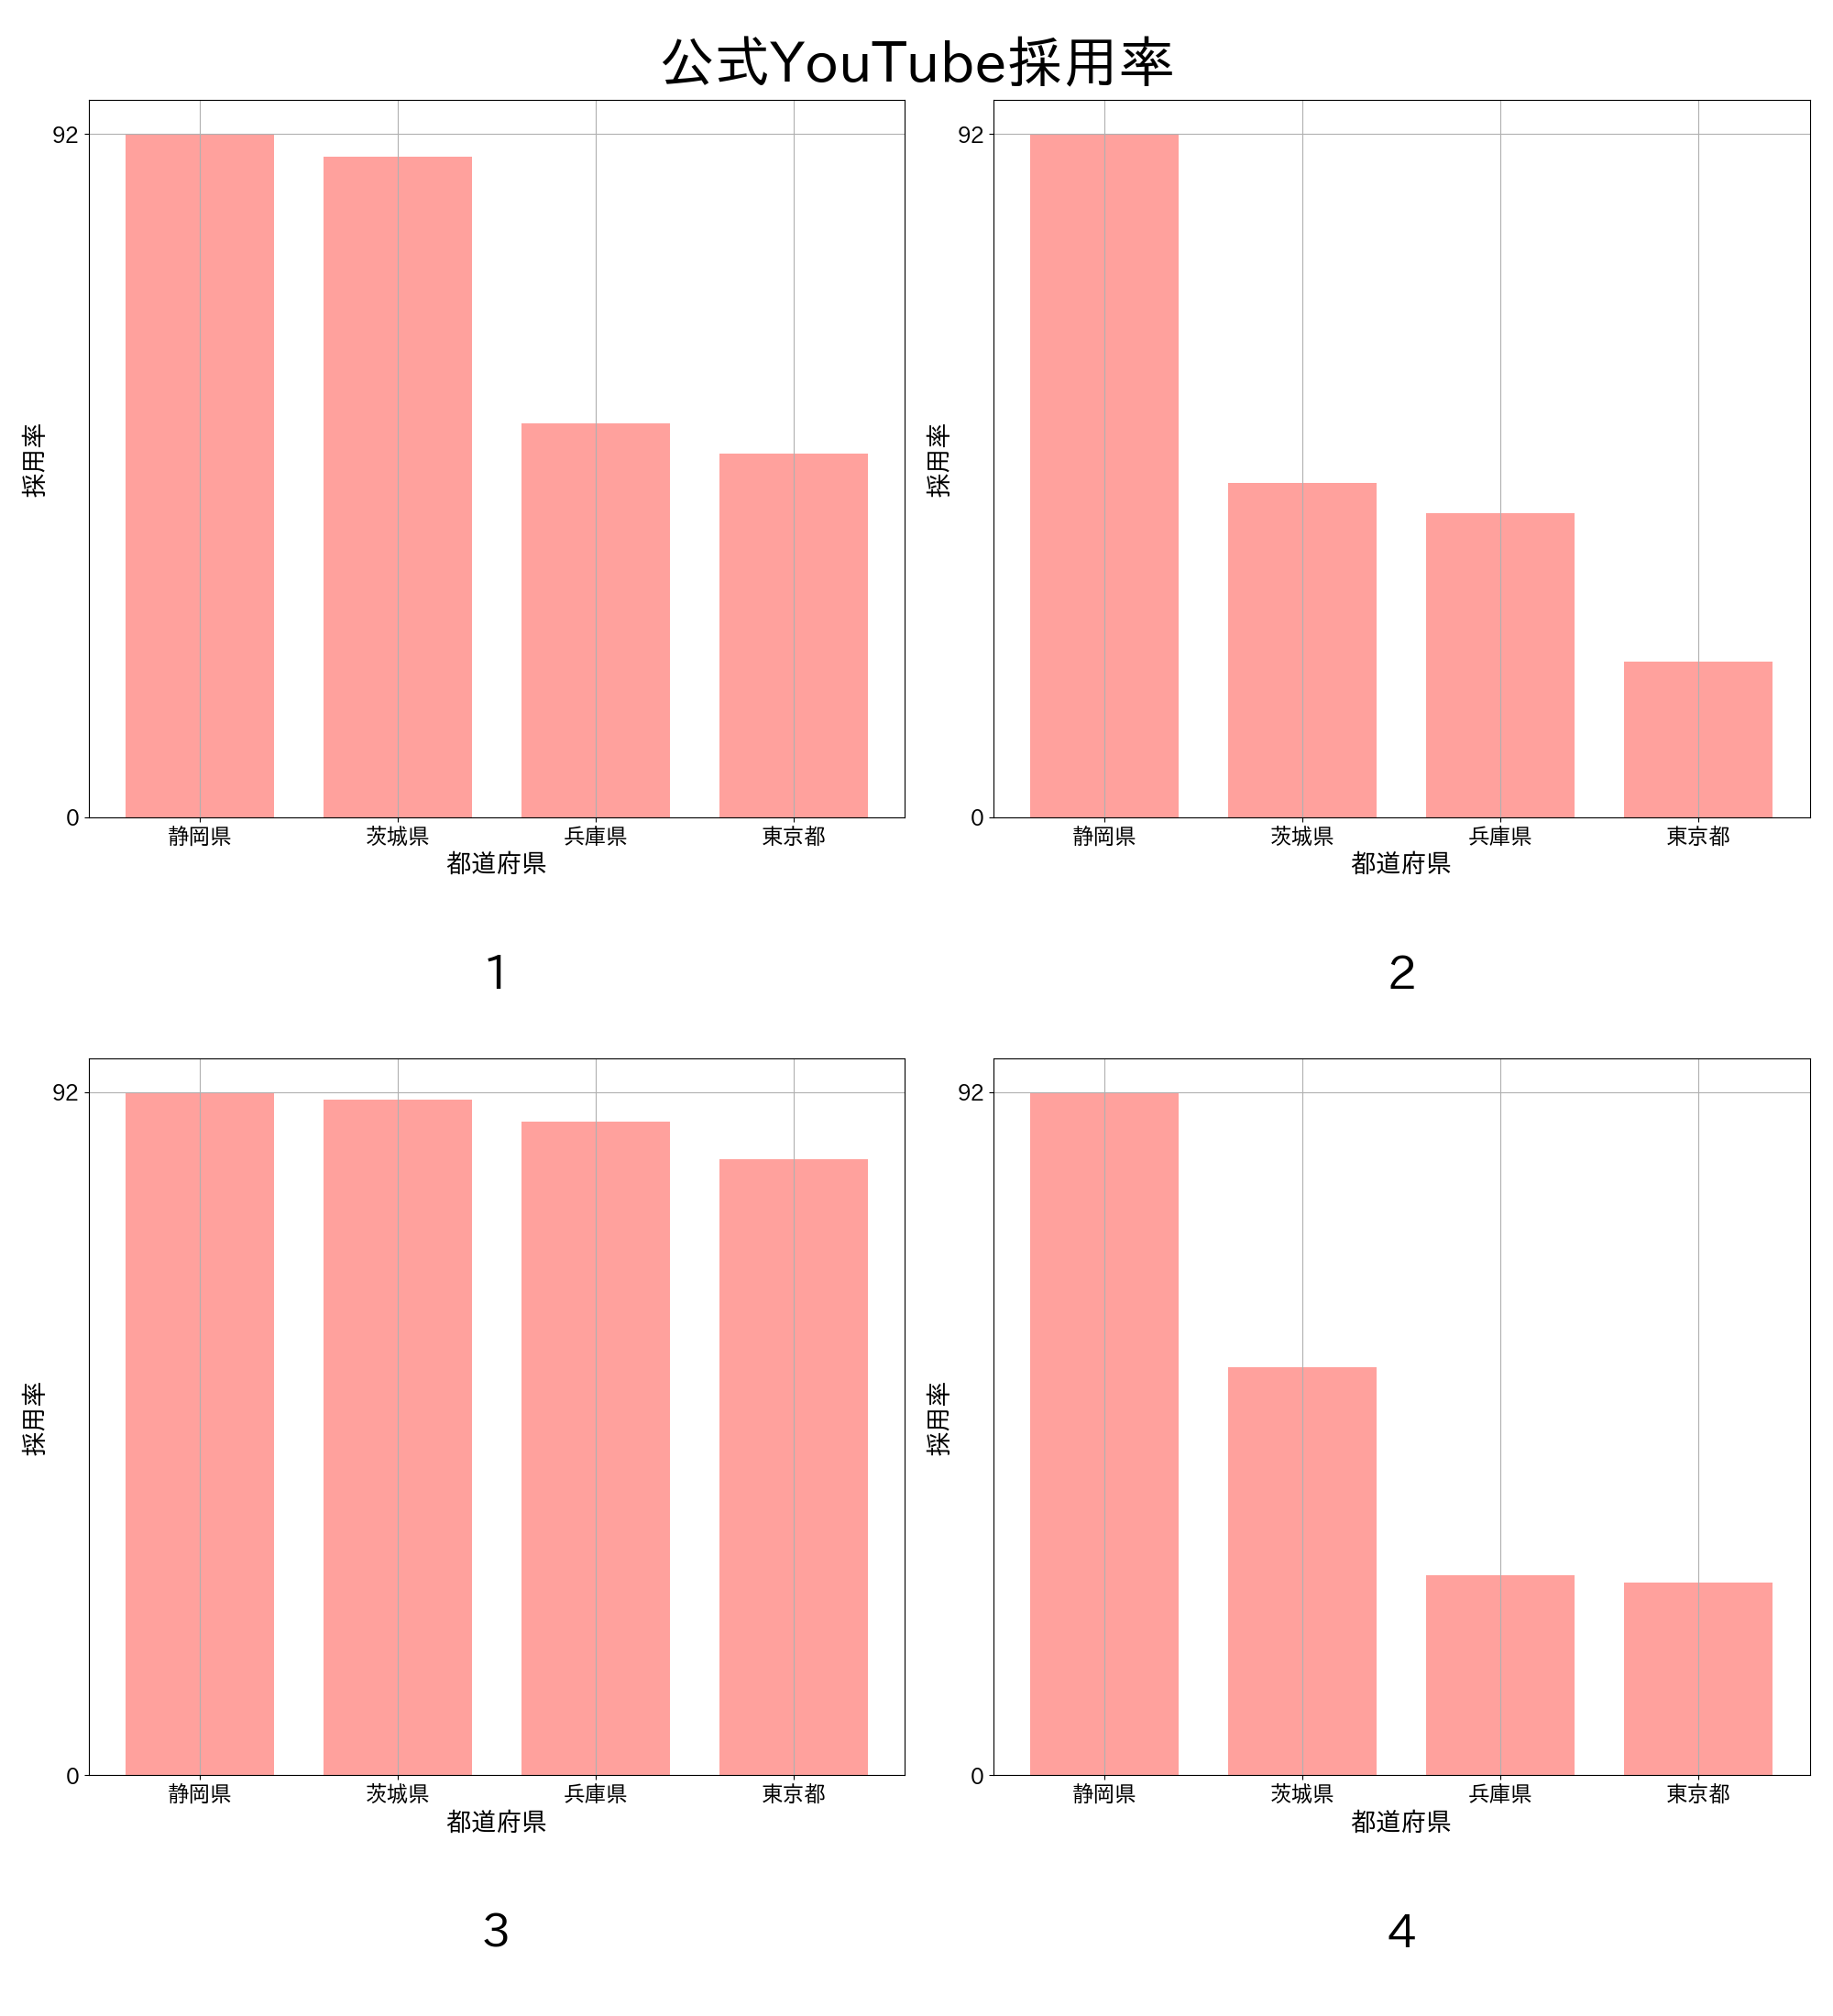 公式YouTube採用率
92
0
採用率
静岡県 茨城県 兵庫県 東京都
都道府県
1
92
0
採用率
静岡県 茨城県 兵庫県 東京都
都道府県
2
92
0
採用率
静岡県 茨城県 兵庫県 東京都
都道府県
3
92
0
採用率
静岡県 茨城県 兵庫県 東京都
都道府県
4